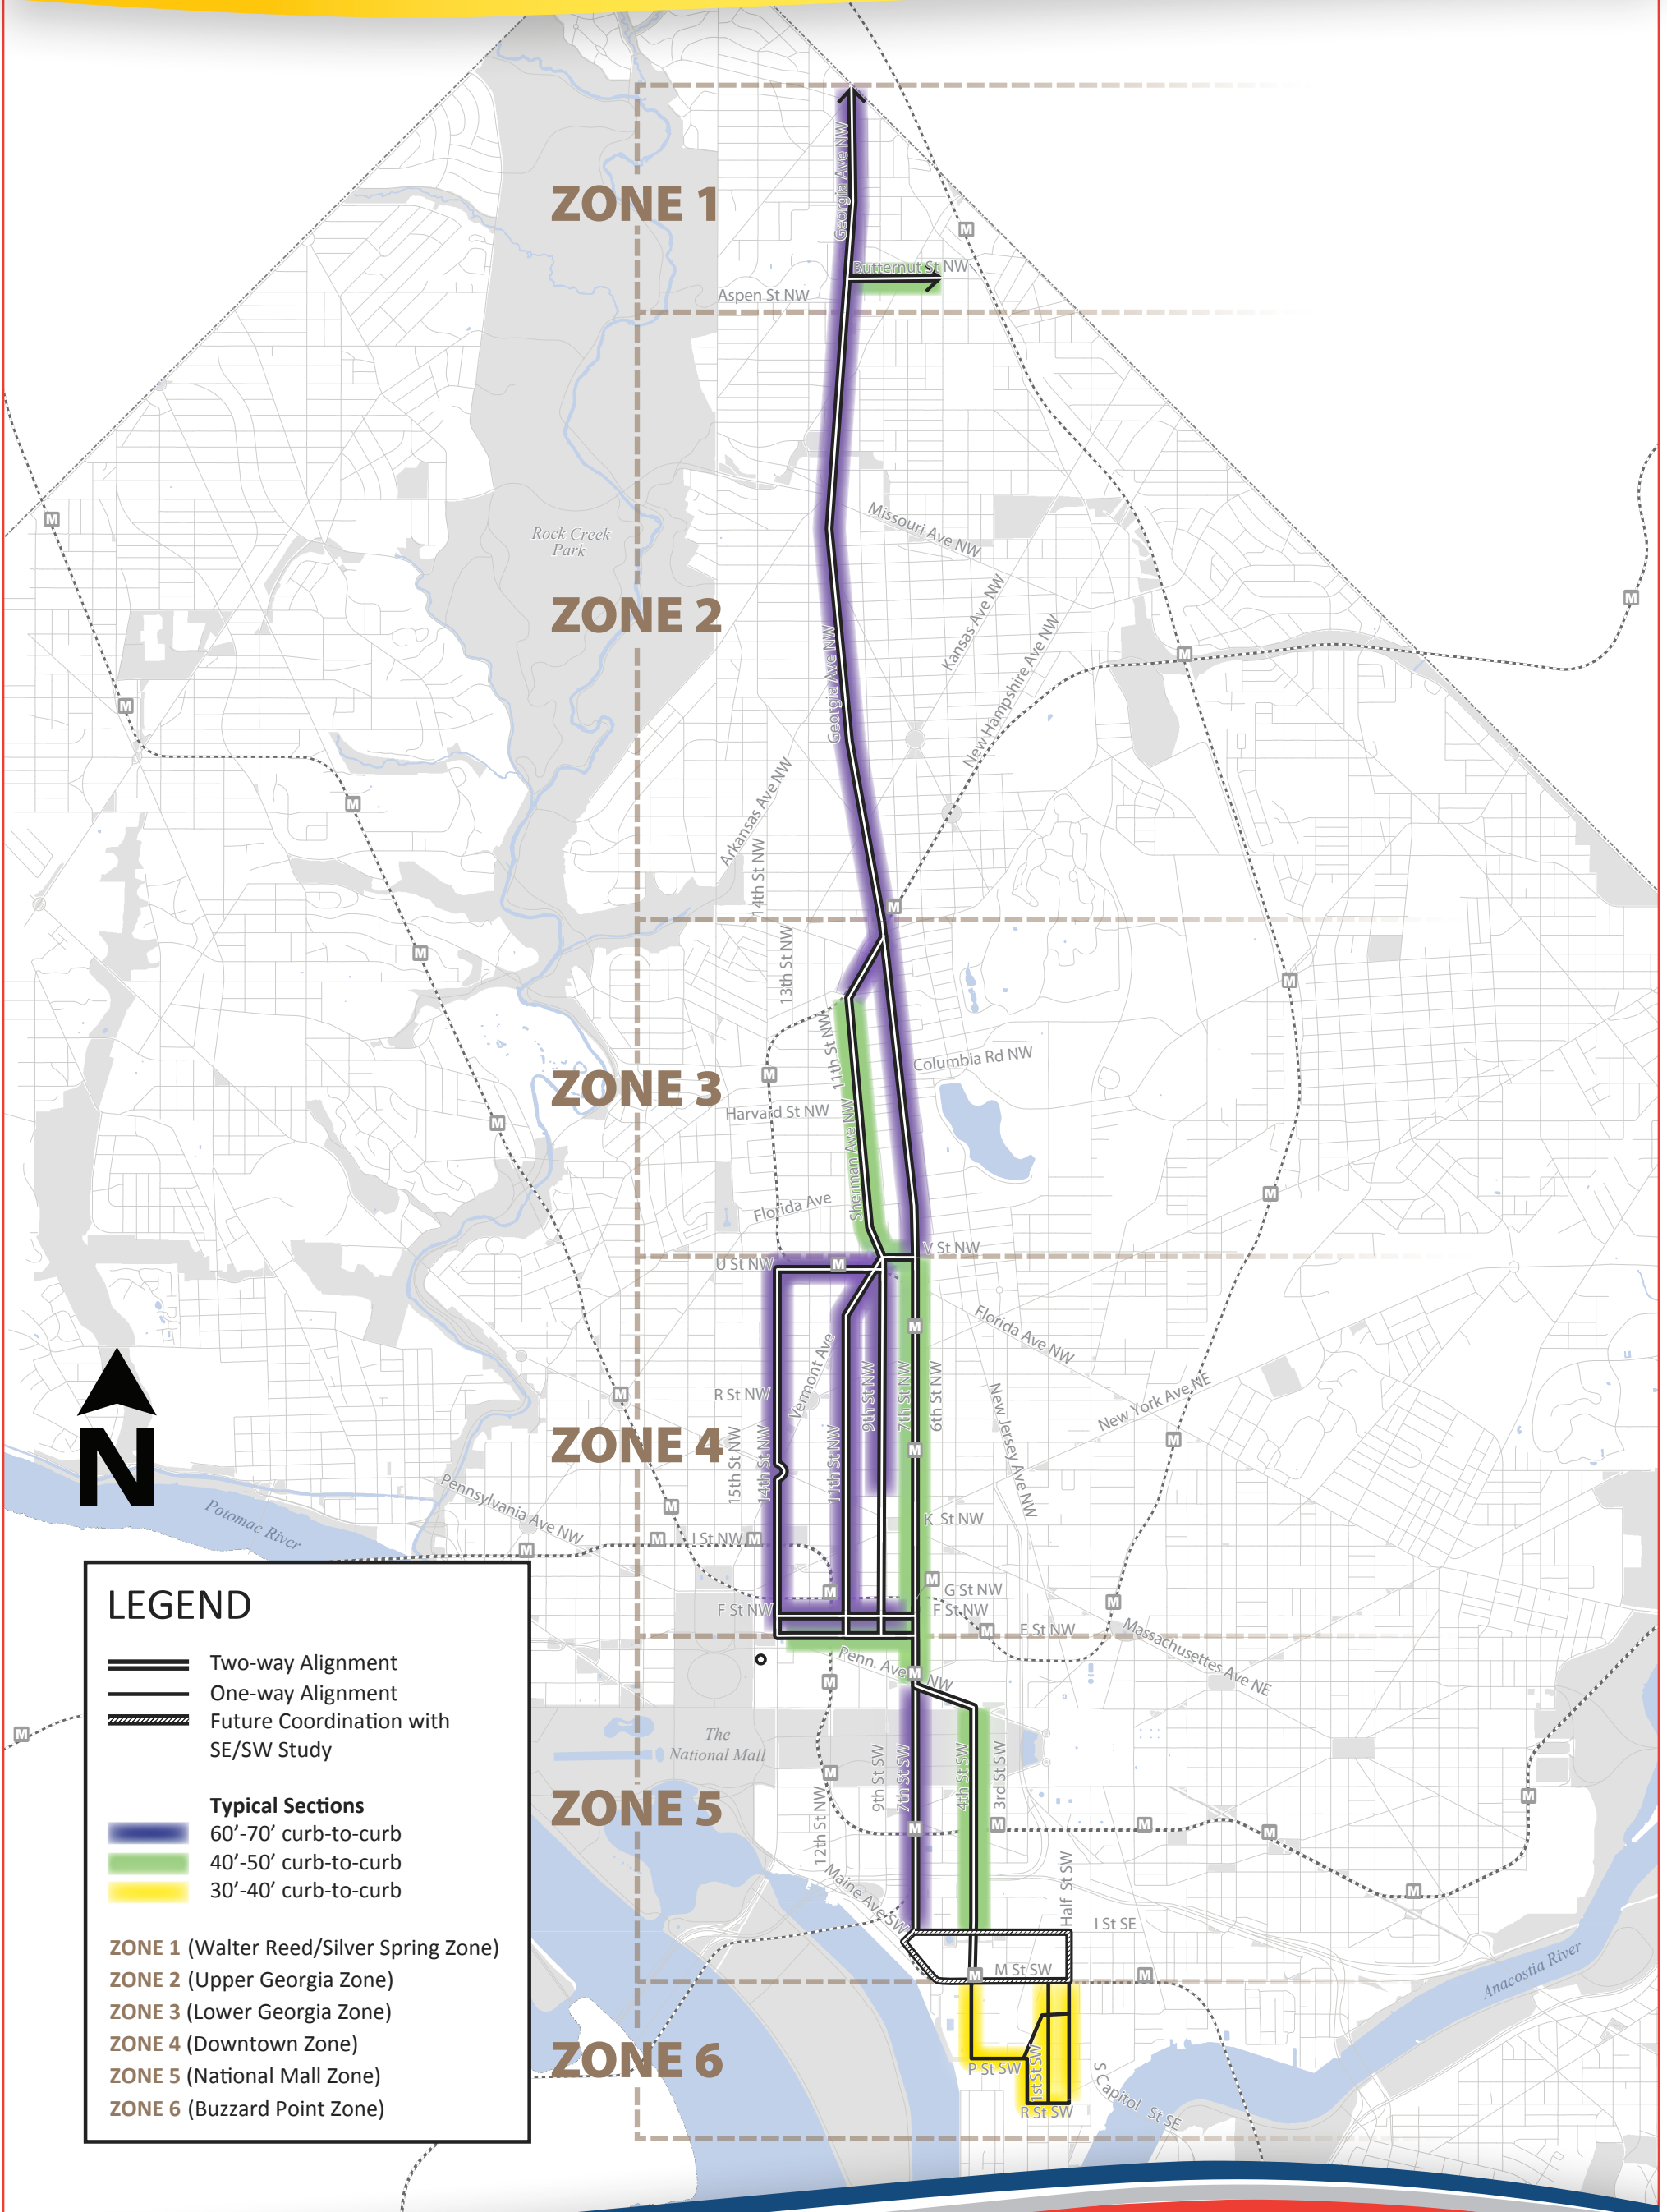 Georgia Ave NW
ZONE 1
M
Butternut St NW
Aspen St NW
M
Missouri Ave NW
Rock Creek
Park
M
Kansas Ave NW
ZONE 2
New Hampshire Ave NW
Georgia Ave NW
M
M
M
Arkansas Ave NW
14th St NW
M
13th St NW
M
M
11th St NW
Columbia Rd NW
M
ZONE 3
Harvard St NW
M
Sherman Ave NW
M
Florida Ave
V St NW
U St NW
M
Florida Ave NW
M
Vermont Ave
R St NW
M
9th St NW
7th St NW
6th St NW
New Jersey Ave NW
New York Ave NE
ZONE 4
M
M
15th St NW
14th St NW
11th St NW
N
Pennsylvania Ave NW
Potomac River
M
K St NW
I St NW
M
M
M
M
M
G St NW
M
F St NW
F St NW
E St NW
M
Massachusetts Ave NE
Penn. Ave NW
M
M
M
The
National Mall
9th St SW
7th St SW
4th St SW
3rd St SW
M
ZONE 5
12th St NW
M
M
M
M
M
M
Maine Ave SW
Half St SW
I St SE
M St SW
M
M
Anacostia River
ZONE 6
P St SW
1st St SW
S Capitol St SE
R St SW
LEGEND
Two-way Alignment
One-way Alignment
Future Coordination with
SE/SW Study
Typical Sections
60’-70’ curb-to-curb
40’-50’ curb-to-curb
30’-40’ curb-to-curb
ZONE 1 (Walter Reed/Silver Spring Zone)
ZONE 2 (Upper Georgia Zone)
ZONE 3 (Lower Georgia Zone)
ZONE 4 (Downtown Zone)
ZONE 5 (National Mall Zone)
ZONE 6 (Buzzard Point Zone)